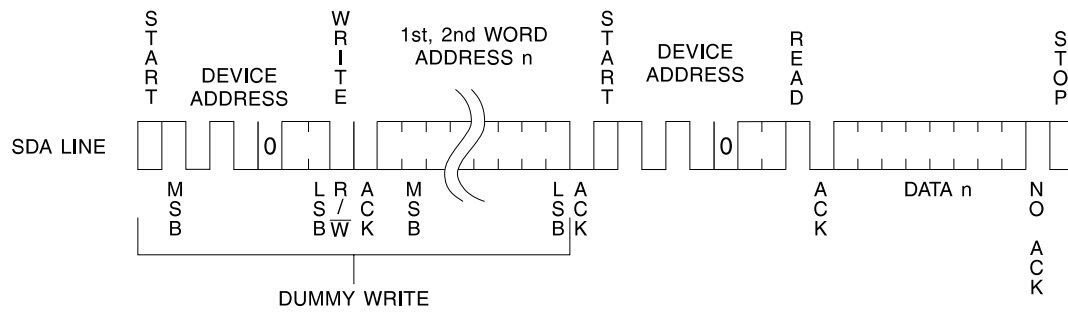 START
DEVICE
ADDRESS
WRITE
1st, 2nd WORD
ADDRESS n
START
DEVICE
ADDRESS
READ
STOP
SDA LINE
0
0
MSB
LSB
R/W
ACK
MSB
LSB
ACK
ACK
DATA n
NO ACK
DUMMY WRITE